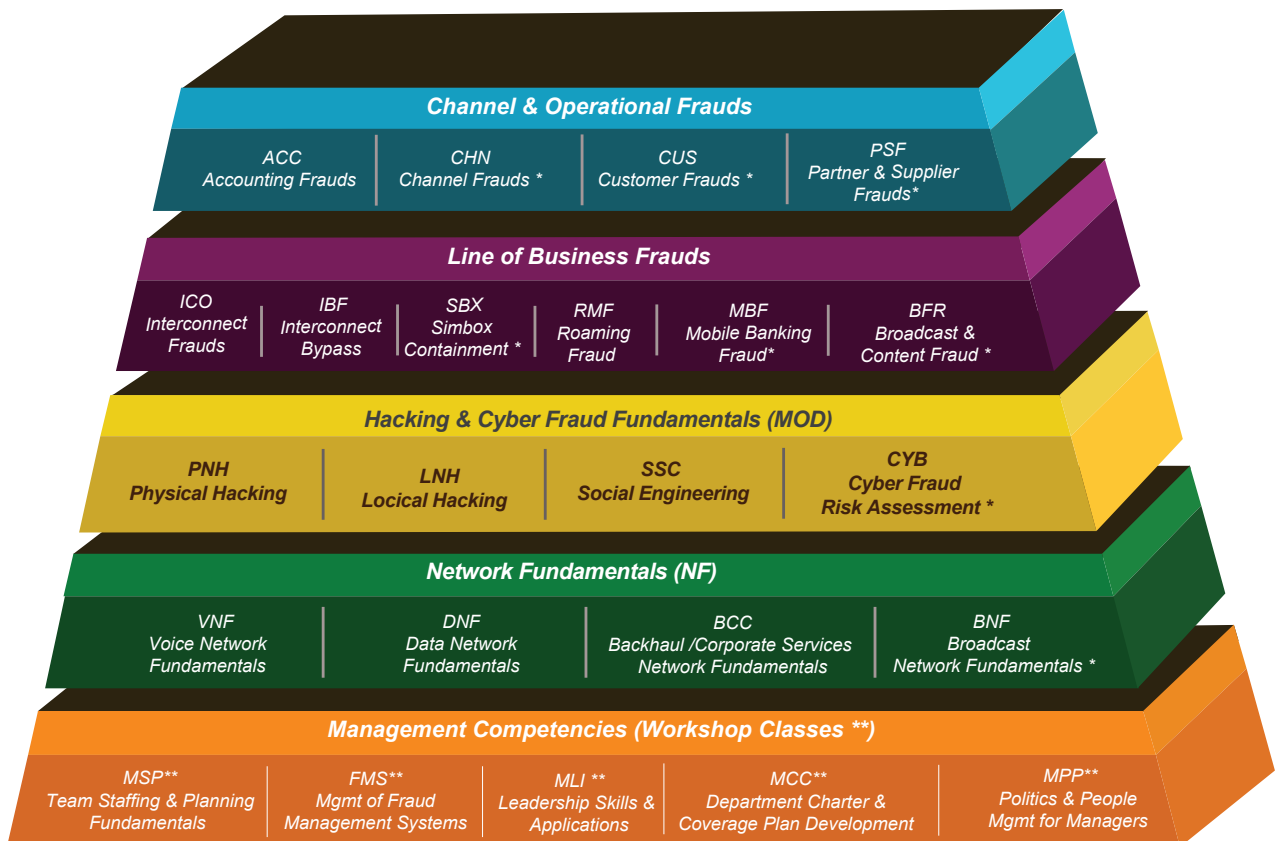 Channel & Operational Frauds
ACC
Accounting Frauds
CHN
Channel Frauds *
CUS
Customer Frauds *
PSF
Partner & Supplier
Frauds*
Line of Business Frauds
ICO
Interconnect
Frauds
IBF
Interconnect
Bypass
SBX
Simbox
Containment *
RMF
Roaming
Fraud
MBF
Mobile Banking
Fraud*
BFR
Broadcast &
Content Fraud *
Hacking & Cyber Fraud Fundamentals (MOD)
PNH
Physical Hacking
LNH
Locical Hacking
SSC
Social Engineering
CYB
Cyber Fraud
Risk Assessment *
Network Fundamentals (NF)
VNF
Voice Network
Fundamentals
DNF
Data Network
Fundamentals
BCC
Backhaul /Corporate Services
Network Fundamentals
BNF
Broadcast
Network Fundamentals *
Management Competencies (Workshop Classes **)
MSP**
Team Staffing & Planning
Fundamentals
FMS**
Mgmt of Fraud
Management Systems
MLI **
Leadership Skills &
Applications
MCC**
Department Charter &
Coverage Plan Development
MPP**
Politics & People
Mgmt for Managers